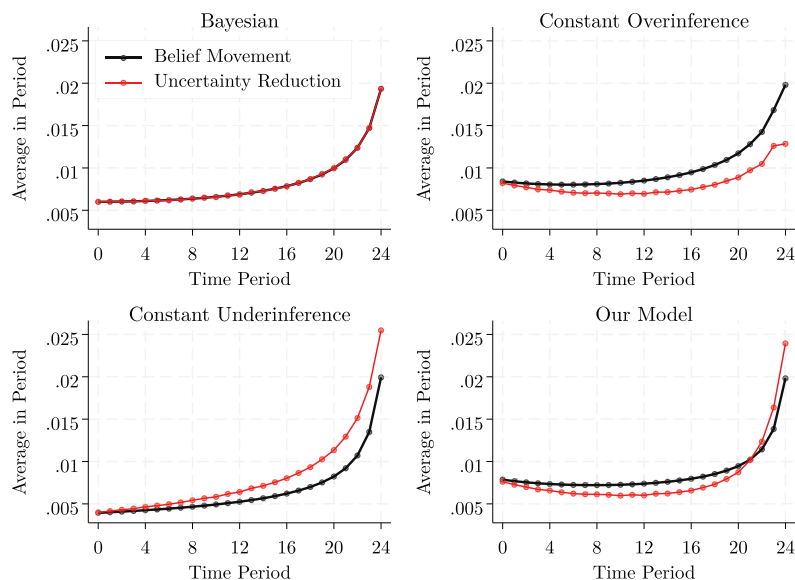 Bayesian
Average in Period
.025
.02
.015
.01
.005
Belief Movement
Uncertainty Reduction
0 4 8 12 16 20 24
Time Period
Constant Overinference
Average in Period
.025
.02
.015
.01
.005
0 4 8 12 16 20 24
Time Period
Constant Underinference
Average in Period
.025
.02
.015
.01
.005
0 4 8 12 16 20 24
Time Period
Our Model
Average in Period
.025
.02
.015
.01
.005
0 4 8 12 16 20 24
Time Period